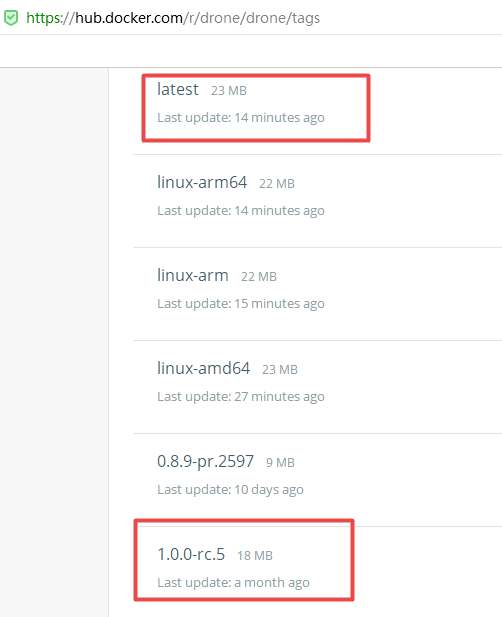 https://hub.docker.com/r/drone/drone/tags
latest 23 MB
Last update: 14 minutes ago
linux-arm64 22 MB
Last update: 14 minutes ago
linux-arm 22 MB
Last update: 15 minutes ago
linux-amd64 23 MB
Last update: 27 minutes ago
0.8.9-pr.2597 9 MB
Last update: 10 days ago
1.0.0-rc.5 18 MB
Last update: a month ago